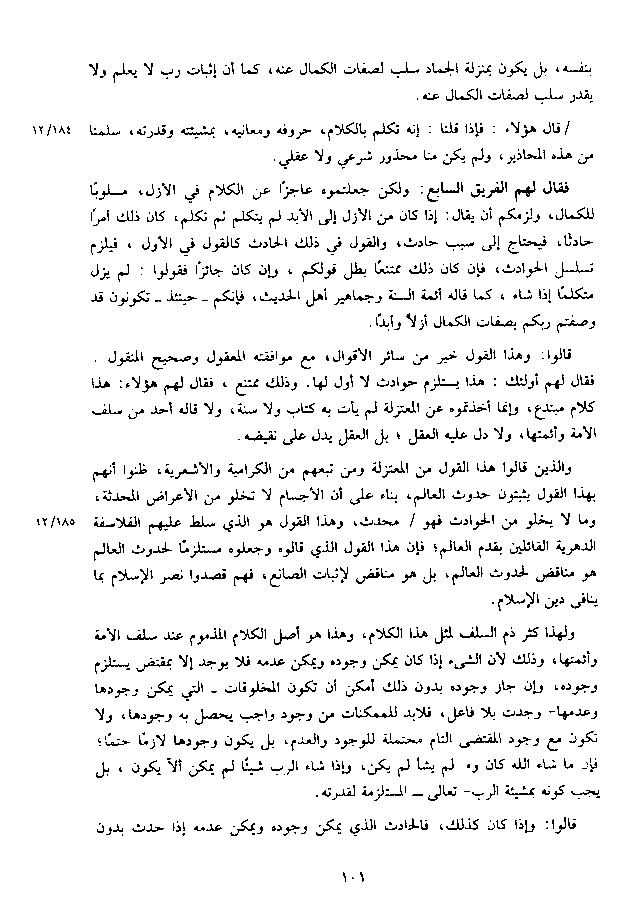 بنفسه، بل يكون بمنزلة الجماد سلب لصفات الكمال عنه، كما أن إثبات رب لا يعلم ولا
يقدر سلب لصفات الكمال عنه.
/ قال هؤلاء : فإذا قلنا : إنه تكلم بالكلام، حروفه ومعانيه، بمشيئته وقدرته، سلمنا ١٢/١٨٤
من هذه المحاذير، ولم يكن منا محذور شرعي ولا عقلي.
فقال لهم الفريق السابع: ولكن جعلتموه عاجزًا عن الكلام في الأزل، مسلوبًا
للكمال، ولزمكم أن يقال: إذا كان من الأزل إلى الأبد لم يتكلم ثم تكلم، كان ذلك أمرًا
حادثًا، فيحتاج إلى سبب حادث، والقول في ذلك الحادث كالقول في الأول ، فيلزم
تسلسل الحوادث، فإن كان ذلك ممتنعًا بطل قولكم ، وإن كان جائزًا فقولوا : لم يزل
متكلمًا إذا شاء ، كما قاله أئمة السنة وجماهير أهل الحديث، فإنكم ـ حينئذ ـ تكونون قد
وصفتم ربكم بصفات الكمال أزلاً وأبدًا.
قالوا: وهذا القول خير من سائر الأقوال، مع موافقته المعقول وصحيح المنقول .
فقال لهم أولئك : هذا يستلزم حوادث لا أول لها. وذلك ممتنع ، فقال لهم هؤلاء: هذا
كلام مبتدع، وإنما أخذتموه عن المعتزلة لم يأت به كتاب ولا سنة، ولا قاله أحد من سلف
الأمة وأئمتها، ولا دل عليه العقل ؛ بل العقل يدل على نقيضه.
والذين قالوا هذا القول من المعتزلة ومن تبعهم من الكرامية والأشعرية، ظنوا أنهم
بهذا القول يثبتون حدوث العالم، بناء على أن الأجسام لا تخلو من الأعراض المحدثة،
وما لا يخلو من الحوادث فهو / محدث، وهذا القول هو الذي سلط عليهم الفلاسفة ١٢/١٨٥
الدهرية القائلين بقدم العالم؛ فإن هذا القول الذي قالوه وجعلوه مستلزمًا لحدوث العالم
هو مناقض لحدوث العالم، بل هو مناقض لإثبات الصانع، فهم قصدوا نصر الإسلام بما
ينافي دين الإسلام.
ولهذا كثر ذم السلف لمثل هذا الكلام، وهذا هو أصل الكلام المذموم عند سلف الأمة
وأئمتها، وذلك لأن الشيء إذا كان يمكن وجوده ويمكن عدمه فلا يوجد إلا بمقتض يستلزم
وجوده، وإن جاز وجوده بدون ذلك أمكن أن تكون المخلوقات ـ التي يمكن وجودها
وعدمها- وجدت بلا فاعل، فلابد للممكنات من وجود واجب يحصل به وجودها، ولا
تكون مع وجود المقتضى التام محتملة للوجود والعدم، بل يكون وجودها لازمًا حتمًا؛
فإن ما شاء الله كان وما لم يشأ لم يكن، وإذا شاء الرب شيئًا لم يمكن ألاّ يكون ، بل
يجب كونه بمشيئة الرب- تعالى ـ المستلزمة لقدرته.
قالوا: وإذا كان كذلك، فالحادث الذي يمكن وجوده ويمكن عدمه إذا حدث بدون
١٠١